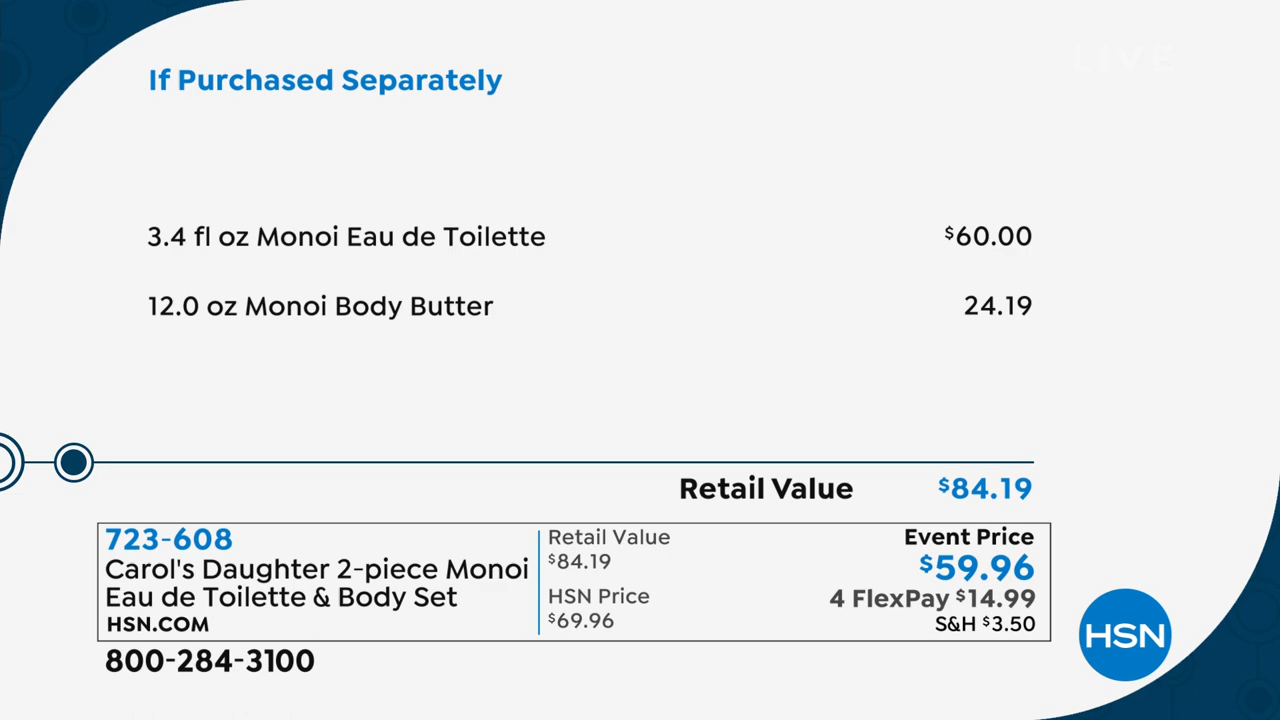 LIVE
If Purchased Separately
3.4 fl oz Monoi Eau de Toilette $60.00
12.0 oz Monoi Body Butter 24.19
Retail Value $84.19
723-608
Carol's Daughter 2-piece Monoi
Eau de Toilette & Body Set
HSN.COM
Retail Value
$84.19
HSN Price
$69.96
Event Price
$59.96
4 FlexPay $14.99
S&H $3.50
800-284-3100
HSN